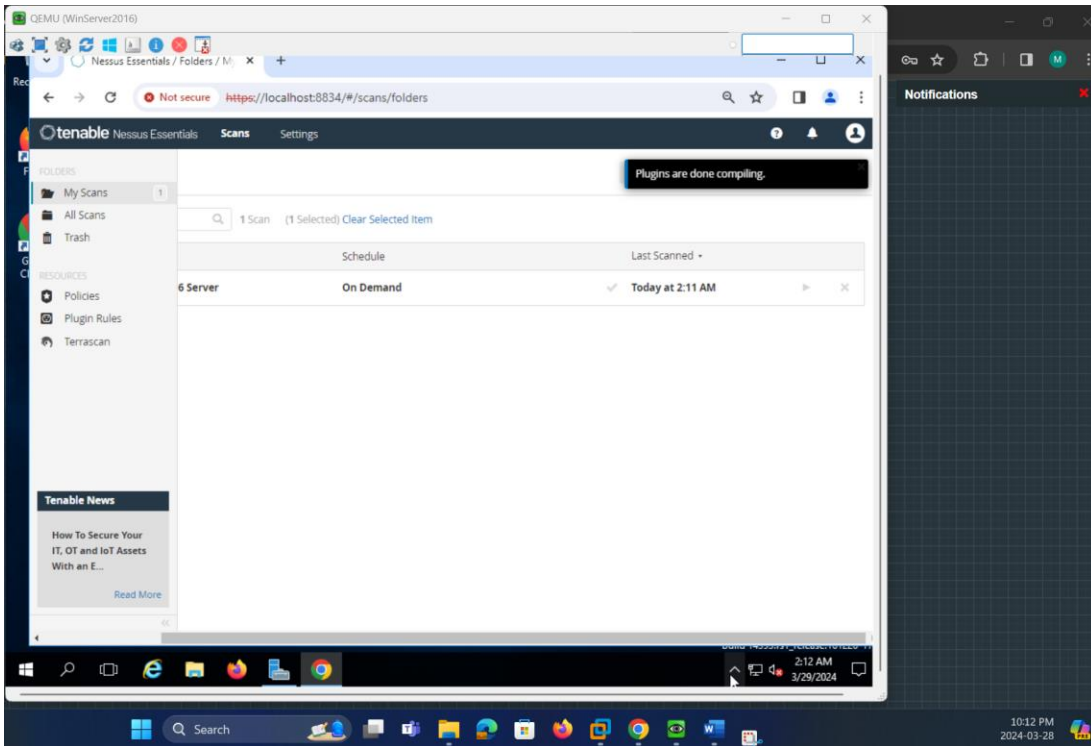 QEMU (WinServer2016)
Nessus Essentials / Folders / M
Rec
Not secure https://localhost:8834/#/scans/folders
M
Notifications
tenable Nessus Essentials Scans Settings
Plugins are done compiling.
FOLDERS
My Scans 1
All Scans
Trash
1 Scan (1 Selected) Clear Selected Item
Schedule Last Scanned
6 Server On Demand Today at 2:11 AM
RESOURCES
Policies
Plugin Rules
Terrascan
Tenable News
How To Secure Your
IT, OT and IoT Assets
With an E...
Read More
2:12 AM
3/29/2024
Search
10:12 PM
2024-03-28